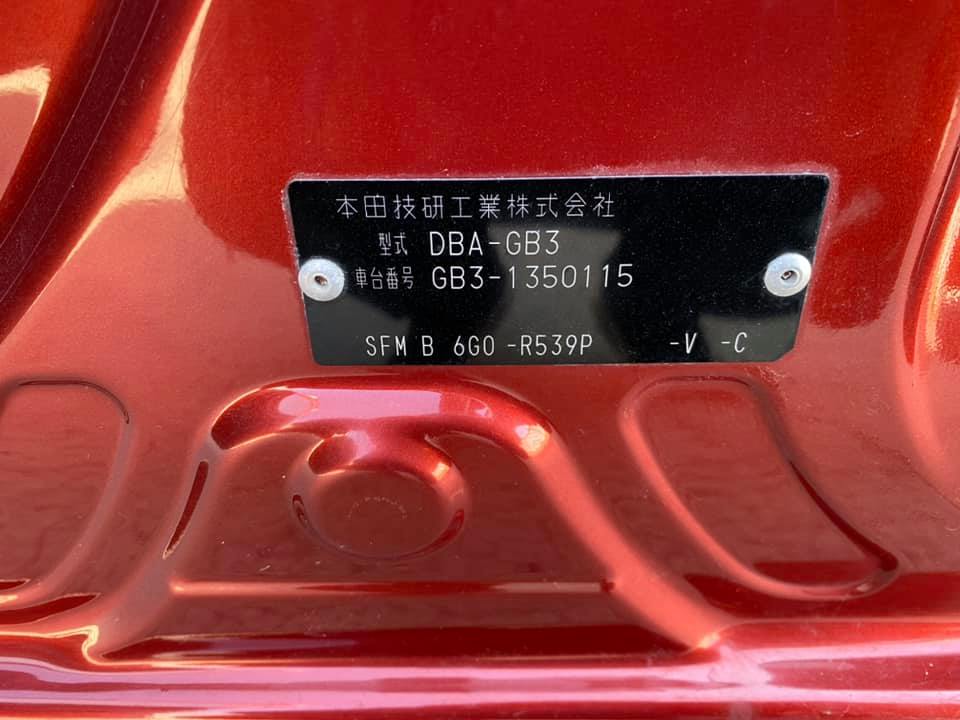 本田技研工業株式会社
型式 DBA-GB3
車台番号 GB3-1350115
SFM B 6GO -R539P -V -C